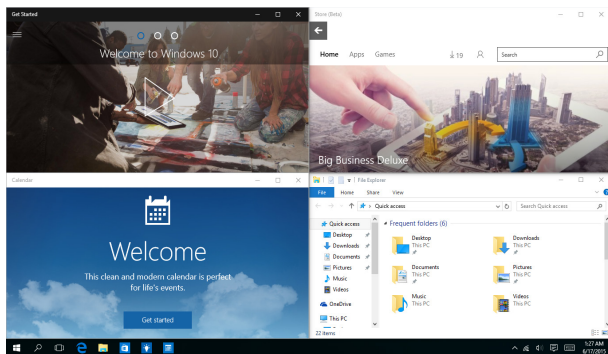 Get Started
Welcome to Windows 10
Store (Beta)
Home Apps Games 19 Search
Big Business Deluxe
Calendar
Welcome
This clean and modern calendar is perfect
for life's events.
Get started
File Explorer
File Home Share View
Quick access Search Quick access
Quick access
Desktop
Downloads
Documents
Pictures
Music
Videos
OneDrive
This PC
Frequent folders (6)
Desktop
This PC
Downloads
This PC
Documents
This PC
Pictures
This PC
Music
This PC
Videos
This PC
22 items
1:27 AM
6/17/2015